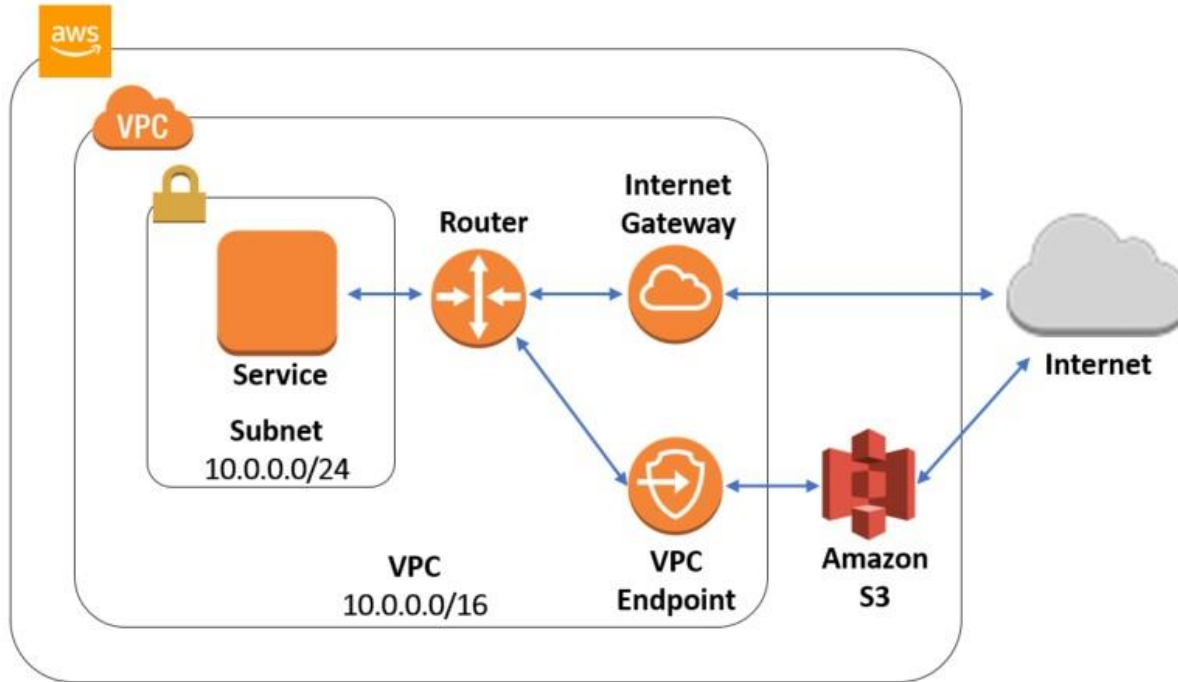 aws
VPC
Internet
Gateway
Router
Service
Subnet
10.0.0.0/24
Internet
VPC
10.0.0.0/16
VPC
Endpoint
Amazon
S3